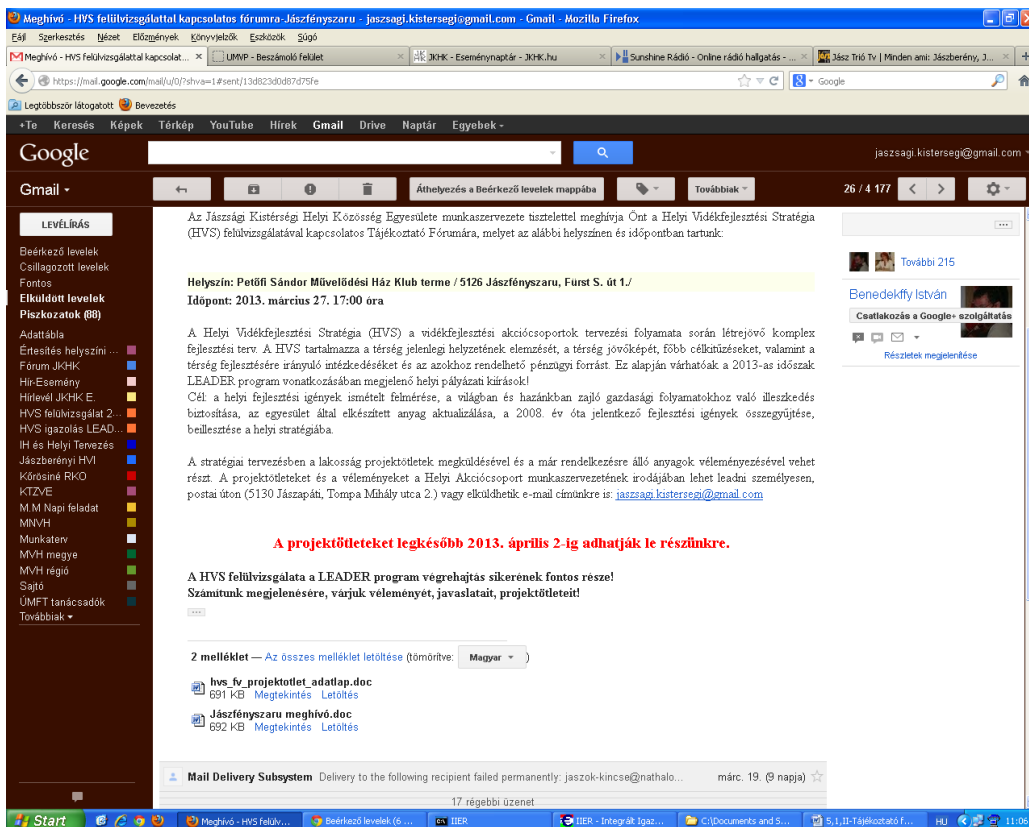 Meghívó - HVS felülvizsgálattal kapcsolatos fórumra-Jászfényszaru - jaszsagi.kistersegi@gmail.com - Gmail - Mozilla Firefox
Fájl Szerkesztés Nézet Előzmények Könyvjelzők Eszközök Súgó
Meghívó - HVS felülvizsgálattal kapcsolat... × UMVP - Beszámoló felület × JKHK - Eseménynaptár - JKHK.hu × Sunshine Rádió - Online rádió hallgatás - ... × Jász Trió Tv | Minden ami: Jászberény, J... × +
https://mail.google.com/mail/u/0/?shva=1#sent/13d823d0d87d75fe Google
Legtöbbször látogatott Bevezetés
+Te Keresés Képek Térkép YouTube Hírek Gmail Drive Naptár Egyebek
Google jaszsagi.kistersegi@gmail.com
Gmail Áthelyezés a Beérkező levelek mappába Továbbiak 26 / 4 177
LEVÉLÍRÁS
Beérkező levelek
Csillagozott levelek
Fontos
Elküldött levelek
Piszkozatok (88)
Adattábla
Értesítés helyszíni ...
Fórum JKHK
Hír-Esemény
Hírlevél JKHK E.
HVS felülvizsgálat 2...
HVS igazolás LEAD...
IH és Helyi Tervezés
Jászberényi HVI
Kőrösiné RKO
KTZVE
M.M Napi feladat
MNVH
Munkaterv
MVH megye
MVH régió
Sajtó
ÚMFT tanácsadók
Továbbiak
Az Jászsági Kistérségi Helyi Közösség Egyesülete munkaszervezete tisztelettel meghívja Önt a Helyi Vidékfejlesztési Stratégia
(HVS) felülvizsgálatával kapcsolatos Tájékoztató Fórumára, melyet az alábbi helyszínen és időpontban tartunk:
Helyszín: Petőfi Sándor Művelődési Ház Klub terme / 5126 Jászfényszaru, Fürst S. út 1./
Időpont: 2013. március 27. 17:00 óra
A Helyi Vidékfejlesztési Stratégia (HVS) a vidékfejlesztési akciócsoportok tervezési folyamata során létrejövő komplex
fejlesztési terv. A HVS tartalmazza a térség jelenlegi helyzetének elemzését, a térség jövőképét, főbb célkitűzéseket, valamint a
térség fejlesztésére irányuló intézkedéséket és az azokhoz rendelhető pénzügyi forrást. Ez alapján várhatóak a 2013-as időszak
LEADER program vonatkozásában megjelenő helyi pályázati kiírások!
Cél: a helyi fejlesztési igények ismételt felmérése, a világban és hazánkban zajló gazdasági folyamatokhoz való illeszkedés
biztosítása, az egyesület által elkészített anyag aktualizálása, a 2008. év óta jelentkező fejlesztési igények összegyűjtése,
beillesztése a helyi stratégiába.
A stratégiai tervezésben a lakosság projektötletek megküldésével és a már rendelkezésre álló anyagok véleményezésével vehet
részt. A projektötleteket és a véleményeket a Helyi Akciócsoport munkaszervezetének irodájában lehet leadni személyesen,
postai úton (5130 Jászapáti, Tompa Mihály utca 2.) vagy elküldhetik e-mail címünkre is: jaszsagi.kistersegi@gmail.com
A projektötleteket legkésőbb 2013. április 2-ig adhatják le részünkre.
A HVS felülvizsgálata a LEADER program végrehajtás sikerének fontos része!
Számítunk megjelenésére, várjuk véleményét, javaslatait, projektötleteit!
2 melléklet — Az összes melléklet letöltése (tömörítve: Magyar )
hvs_fv_projektotlet_adatlap.doc
691 KB Megtekintés Letöltés
Jászfényszaru meghívó.doc
692 KB Megtekintés Letöltés
Mail Delivery Subsystem Delivery to the following recipient failed permanently: jaszok-kincse@nathalo... márc. 19. (9 napja)
17 régebbi üzenet
További 215
Benedekffy István
Csatlakozás a Google+ szolgáltatás
Részletek megjelenítése
Start Meghívó - HVS felülv... Beérkező levelek (6 ... IIER IIER - Integrált Igaz... C:\Documents and S... 5,1,II-Tájékoztató f... HU 11:06